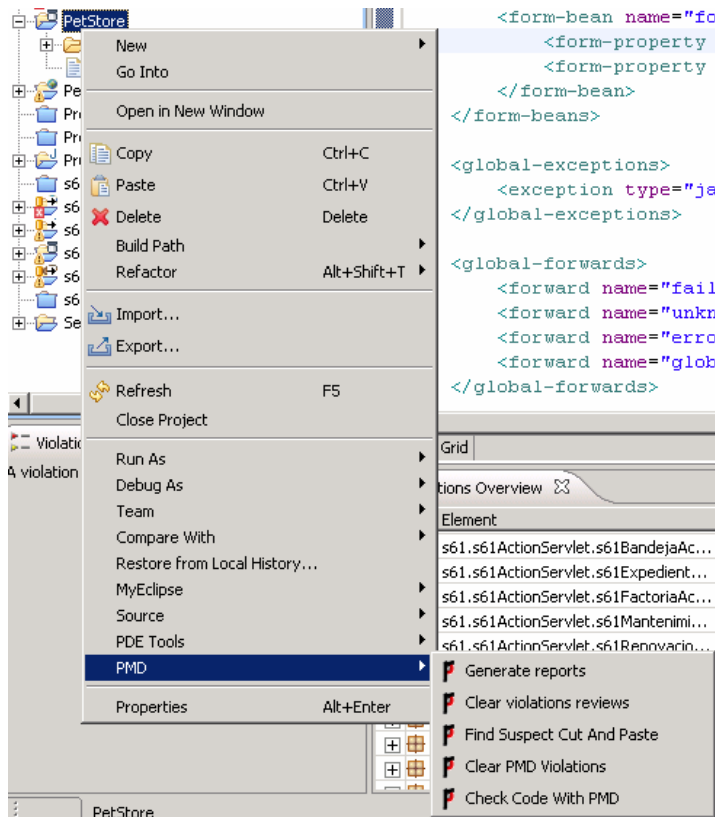 PetStore
New
Go Into
Open in New Window
Copy Ctrl+C
Paste Ctrl+V
Delete Delete
Build Path
Refactor Alt+Shift+T
Import...
Export...
Refresh F5
Close Project
Run As
Debug As
Team
Compare With
Restore from Local History...
MyEclipse
Source
PDE Tools
PMD
Properties Alt+Enter
Generate reports
Clear violations reviews
Find Suspect Cut And Paste
Clear PMD Violations
Check Code With PMD
Pe
Pr
Pr
Pr
s6
s6
s6
s6
s6
s6
Se
<form-bean name="fo
<form-property
<form-property
</form-bean>
</form-beans>
<global-exceptions>
<exception type="ja
</global-exceptions>
<global-forwards>
<forward name="fail
<forward name="unkn
<forward name="erro
<forward name="glob
</global-forwards>
Violatio
A violation
Grid
tions Overview
Element
s61.s61ActionServlet.s61BandejaAc...
s61.s61ActionServlet.s61Expedient...
s61.s61ActionServlet.s61FactoriaAc...
s61.s61ActionServlet.s61Mantenimi...
s61.s61ActionServlet.s61Renovacio...
PetStore